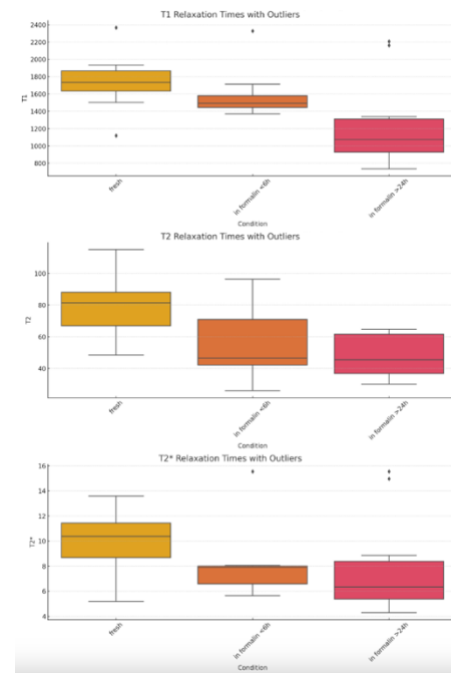 T1 Relaxation Times with Outliers
2400
2200
2000
1800
1600
1400
1200
1000
800
T1
fresh
in formalin <6h
in formalin >24h
Condition
T2 Relaxation Times with Outliers
100
80
60
40
T2
fresh
in formalin <6h
in formalin >24h
Condition
T2* Relaxation Times with Outliers
16
14
12
10
8
6
4
T2*
fresh
in formalin <6h
in formalin >24h
Condition